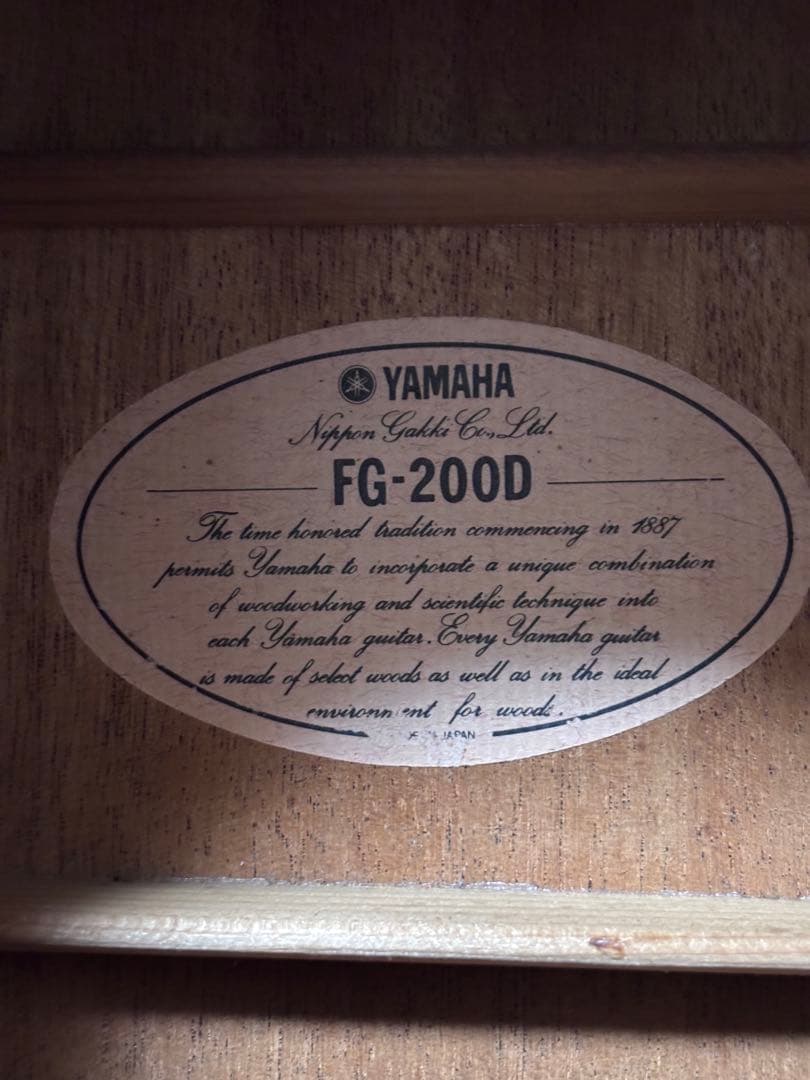 YAMAHA
Nippon Gakki Co., Ltd.
FG-200D
The time honored tradition commencing in 1887
permits Yamaha to incorporate a unique combination
of woodworking and scientific technique into
each Yamaha guitar. Every Yamaha guitar
is made of select woods as well as in the ideal
environment for woods.
JAPAN